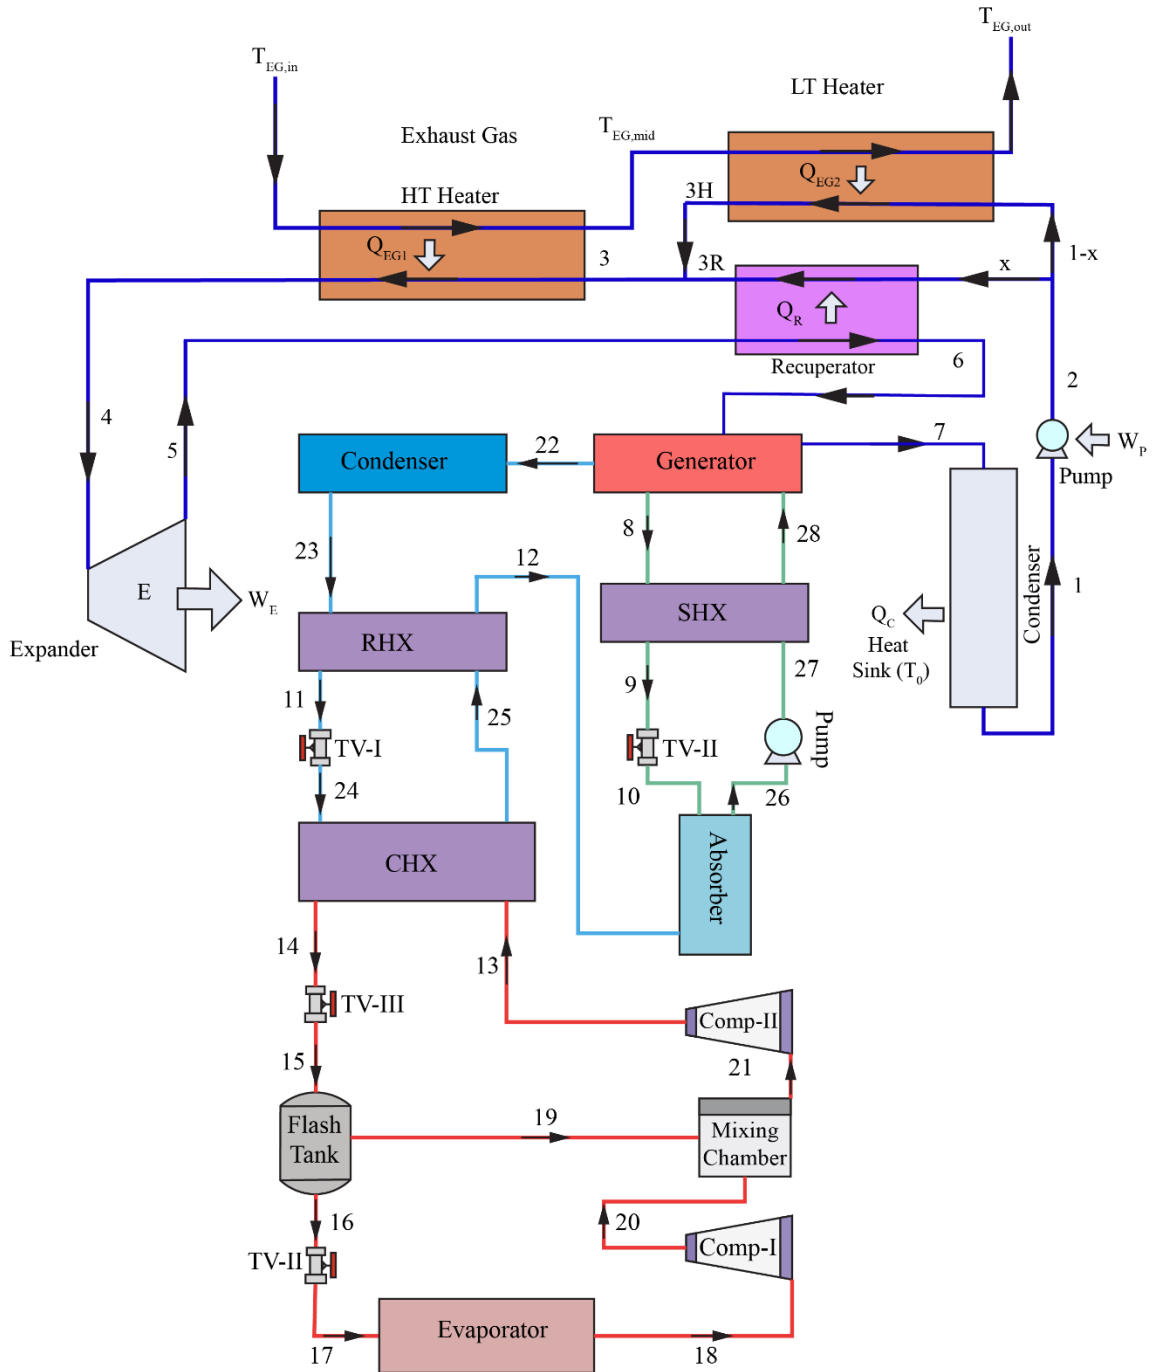 T_EG,out
T_EG,in
LT Heater
Exhaust Gas
T_EG,mid
HT Heater
Q_EG2
3H
Q_EG1
3
3R
x
1-x
Q_R
6
Recuperator
2
4
5
7
W_P
Pump
Condenser
22
Generator
8
28
23
12
E
W_E
Expander
RHX
SHX
Q_C
Heat
Sink (T_0)
Condenser
1
27
9
11
25
TV-I
TV-II
Pump
10
26
24
CHX
Absorber
14
13
TV-III
Comp-II
15
21
Flash
Tank
19
Mixing
Chamber
16
20
TV-II
Comp-I
Evaporator
17
18